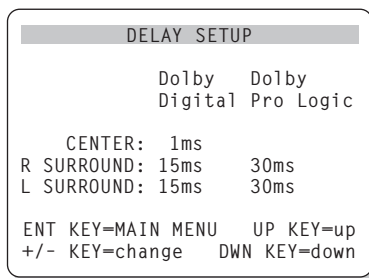 DELAY SETUP
Dolby Dolby
Digital Pro Logic
CENTER: 1ms
R SURROUND: 15ms 30ms
L SURROUND: 15ms 30ms
ENT KEY=MAIN MENU UP KEY=up
+/- KEY=change DWN KEY=down